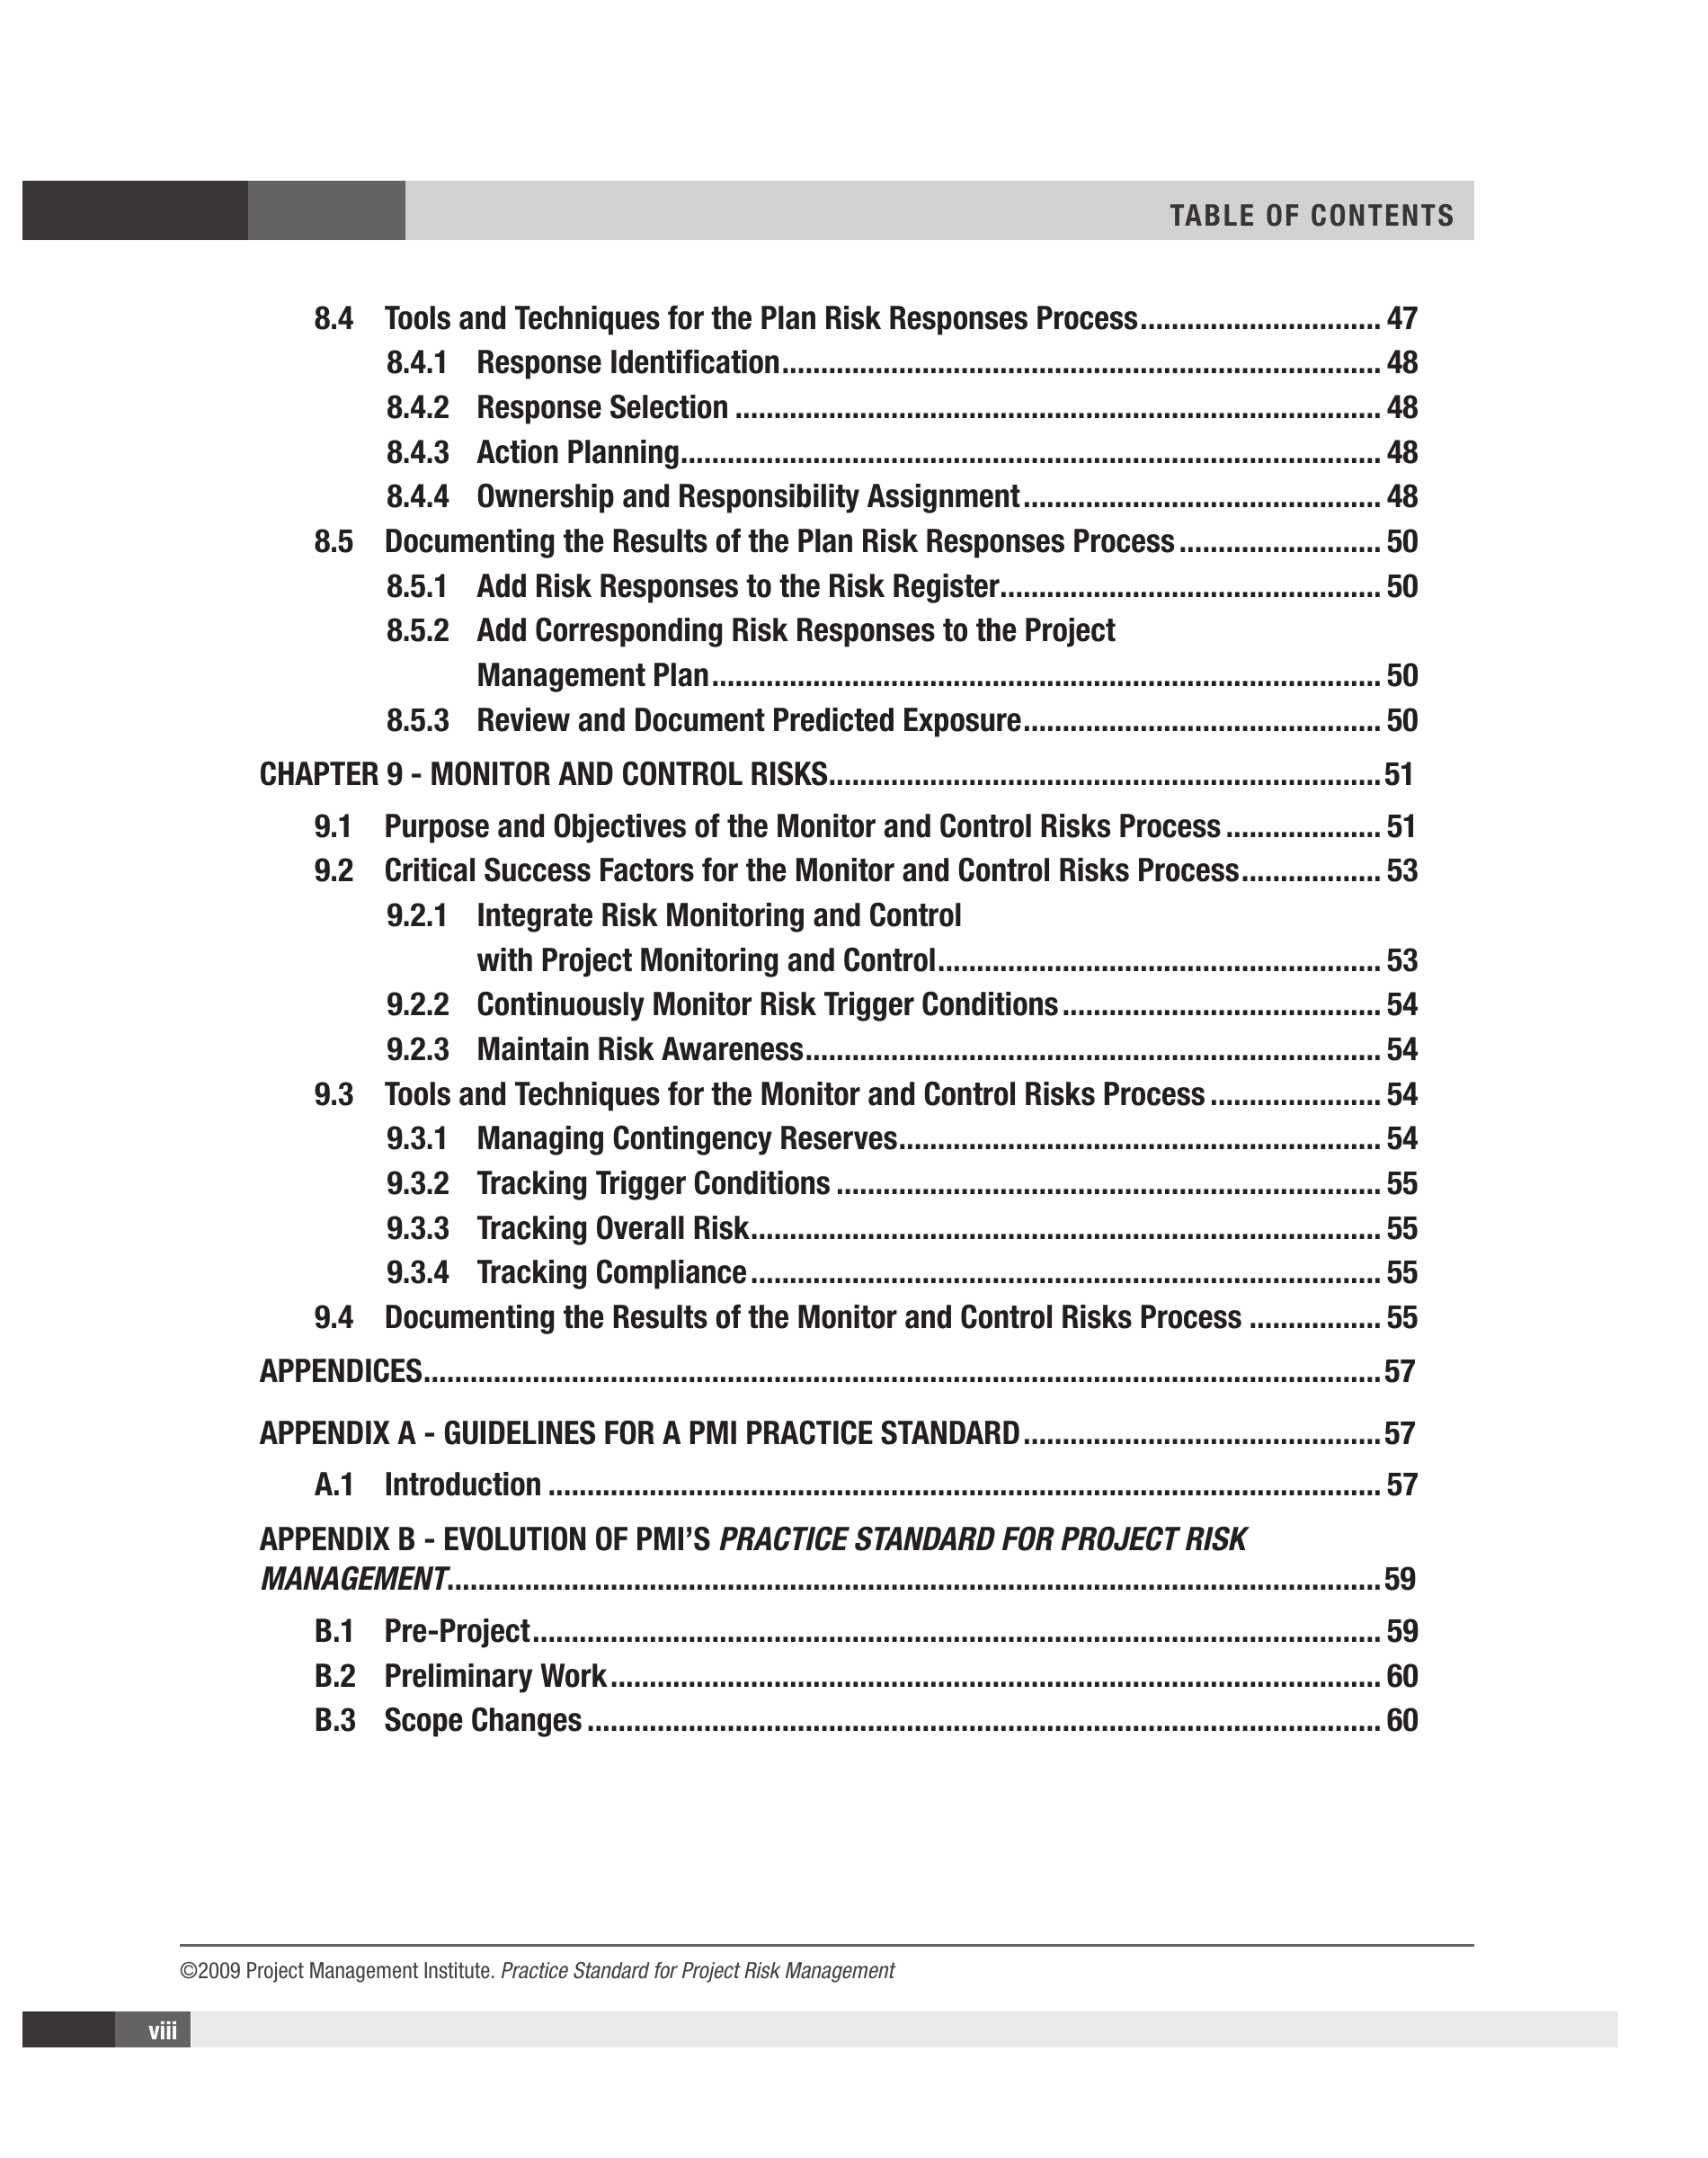 TABLE OF CONTENTS
8.4 Tools and Techniques for the Plan Risk Responses Process............................... 47
8.4.1 Response Identification............................................................................. 48
8.4.2 Response Selection ................................................................................... 48
8.4.3 Action Planning.......................................................................................... 48
8.4.4 Ownership and Responsibility Assignment.............................................. 48
8.5 Documenting the Results of the Plan Risk Responses Process.......................... 50
8.5.1 Add Risk Responses to the Risk Register................................................. 50
8.5.2 Add Corresponding Risk Responses to the Project
Management Plan...................................................................................... 50
8.5.3 Review and Document Predicted Exposure.............................................. 50
CHAPTER 9 - MONITOR AND CONTROL RISKS.......................................................................51
9.1 Purpose and Objectives of the Monitor and Control Risks Process .................... 51
9.2 Critical Success Factors for the Monitor and Control Risks Process.................. 53
9.2.1 Integrate Risk Monitoring and Control
with Project Monitoring and Control......................................................... 53
9.2.2 Continuously Monitor Risk Trigger Conditions ......................................... 54
9.2.3 Maintain Risk Awareness.......................................................................... 54
9.3 Tools and Techniques for the Monitor and Control Risks Process ...................... 54
9.3.1 Managing Contingency Reserves.............................................................. 54
9.3.2 Tracking Trigger Conditions ...................................................................... 55
9.3.3 Tracking Overall Risk................................................................................. 55
9.3.4 Tracking Compliance ................................................................................. 55
9.4 Documenting the Results of the Monitor and Control Risks Process ................. 55
APPENDICES...........................................................................................................................57
APPENDIX A - GUIDELINES FOR A PMI PRACTICE STANDARD..............................................57
A.1 Introduction ........................................................................................................... 57
APPENDIX B - EVOLUTION OF PMI’S PRACTICE STANDARD FOR PROJECT RISK
MANAGEMENT........................................................................................................................59
B.1 Pre-Project............................................................................................................. 59
B.2 Preliminary Work................................................................................................... 60
B.3 Scope Changes ...................................................................................................... 60
©2009 Project Management Institute. Practice Standard for Project Risk Management
viii